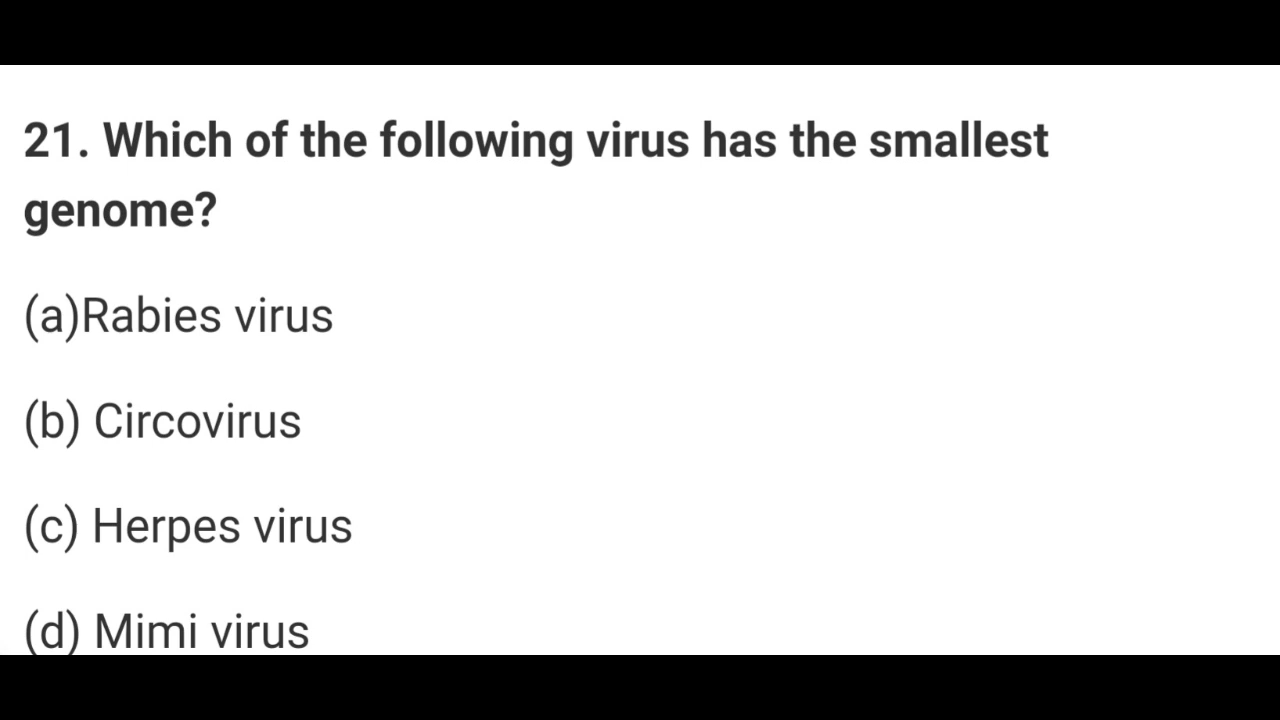 21. Which of the following virus has the smallest
genome?
(a)Rabies virus
(b) Circovirus
(c) Herpes virus
(d) Mimi virus